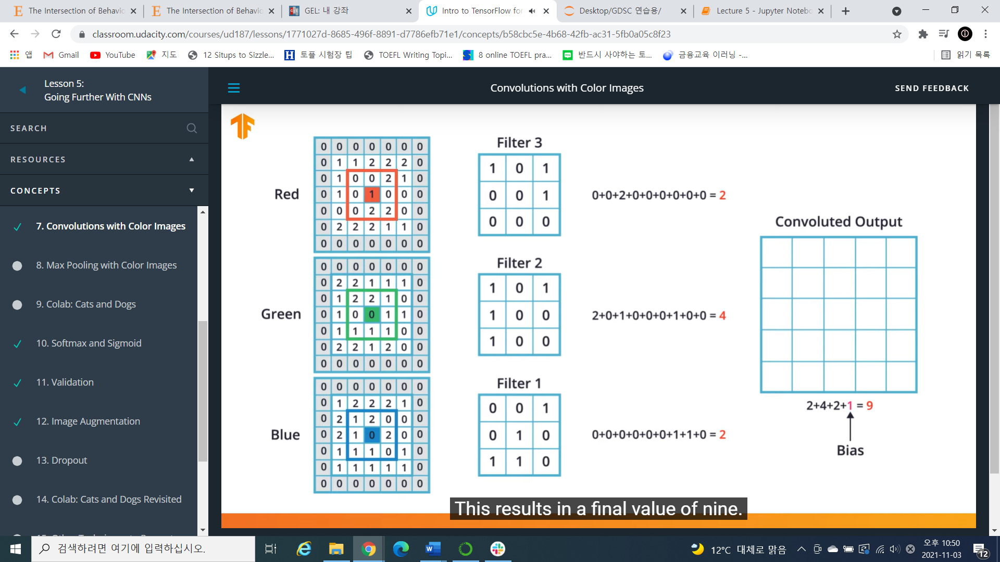 The Intersection of Behavio
The Intersection of Behavio
GEL: 내 강좌
Intro to TensorFlow for
Desktop/GDSC 연습용/
Lecture 5 - Jupyter Notebo
classroom.udacity.com/courses/ud187/lessons/1771027d-8685-496f-8891-d7786efb71e1/concepts/b58cbc5e-4b68-42fb-ac31-5fb0a05c8f23
앱
Gmail
YouTube
지도
12 Situps to Sizzle...
토플 시험장 팁
TOEFL Writing Topi...
8 online TOEFL pra...
반드시 사야하는 토...
금융교육 이러닝 -...
읽기 목록
Lesson 5:
Going Further With CNNs
Convolutions with Color Images
SEND FEEDBACK
SEARCH
RESOURCES
CONCEPTS
7. Convolutions with Color Images
8. Max Pooling with Color Images
9. Colab: Cats and Dogs
10. Softmax and Sigmoid
11. Validation
12. Image Augmentation
13. Dropout
14. Colab: Cats and Dogs Revisited
Red
0 0 0 0 0 0 0
0 1 1 2 2 2 0
0 1 0 0 2 1 0
0 1 0 1 0 0 0
0 0 0 2 2 0 0
0 2 2 2 1 1 0
0 0 0 0 0 0 0
Filter 3
1 0 1
0 0 1
0 0 0
0+0+2+0+0+0+0+0+0 = 2
Green
0 0 0 0 0 0 0
0 2 2 1 1 1 0
0 1 2 2 1 0 0
0 1 0 0 1 1 0
0 1 1 1 1 0 0
0 2 2 1 2 0 0
0 0 0 0 0 0 0
Filter 2
1 0 1
1 0 0
1 0 0
2+0+1+0+0+0+1+0+0 = 4
Blue
0 0 0 0 0 0 0
0 1 2 2 2 1 0
0 2 1 2 0 0 0
0 2 1 0 2 0 0
0 1 1 1 0 1 0
0 1 1 1 1 1 0
0 0 0 0 0 0 0
Filter 1
0 0 1
0 1 0
1 1 0
0+0+0+0+0+0+1+1+0 = 2
Convoluted Output
2+4+2+1 = 9
Bias
This results in a final value of nine.
검색하려면 여기에 입력하십시오.
12°C 대체로 맑음
오후 10:50
2021-11-03
12